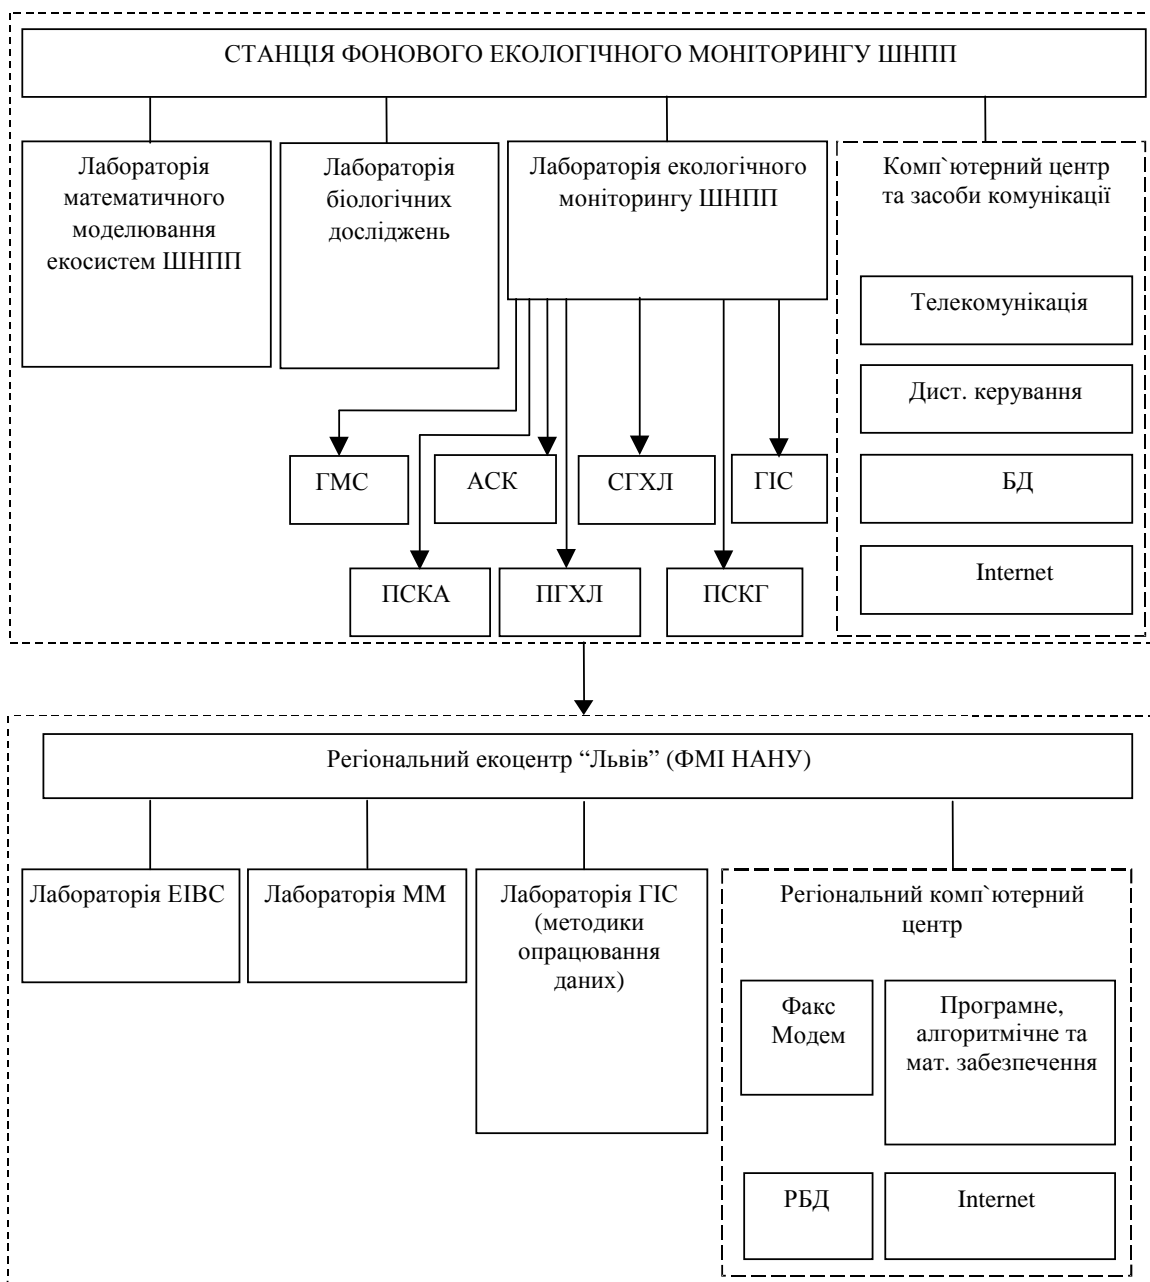 СТАНЦІЯ ФОНОВОГО ЕКОЛОГІЧНОГО МОНІТОРИНГУ ШНПП
Лабораторія
математичного
моделювання
екосистем ШНПП
Лабораторія
біологічних
досліджень
Лабораторія екологічного
моніторингу ШНПП
Комп`ютерний центр
та засоби комунікації
Телекомунікація
Дист. керування
БД
Internet
ГМС
АСК
СГХЛ
ГІС
ПСКА
ПГХЛ
ПСКГ
Регіональний екоцентр “Львів” (ФМІ НАНУ)
Лабораторія ЕІВС
Лабораторія ММ
Лабораторія ГІС
(методики
опрацювання
даних)
Регіональний комп`ютерний
центр
Факс
Модем
Програмне,
алгоритмічне та
мат. забезпечення
РБД
Internet